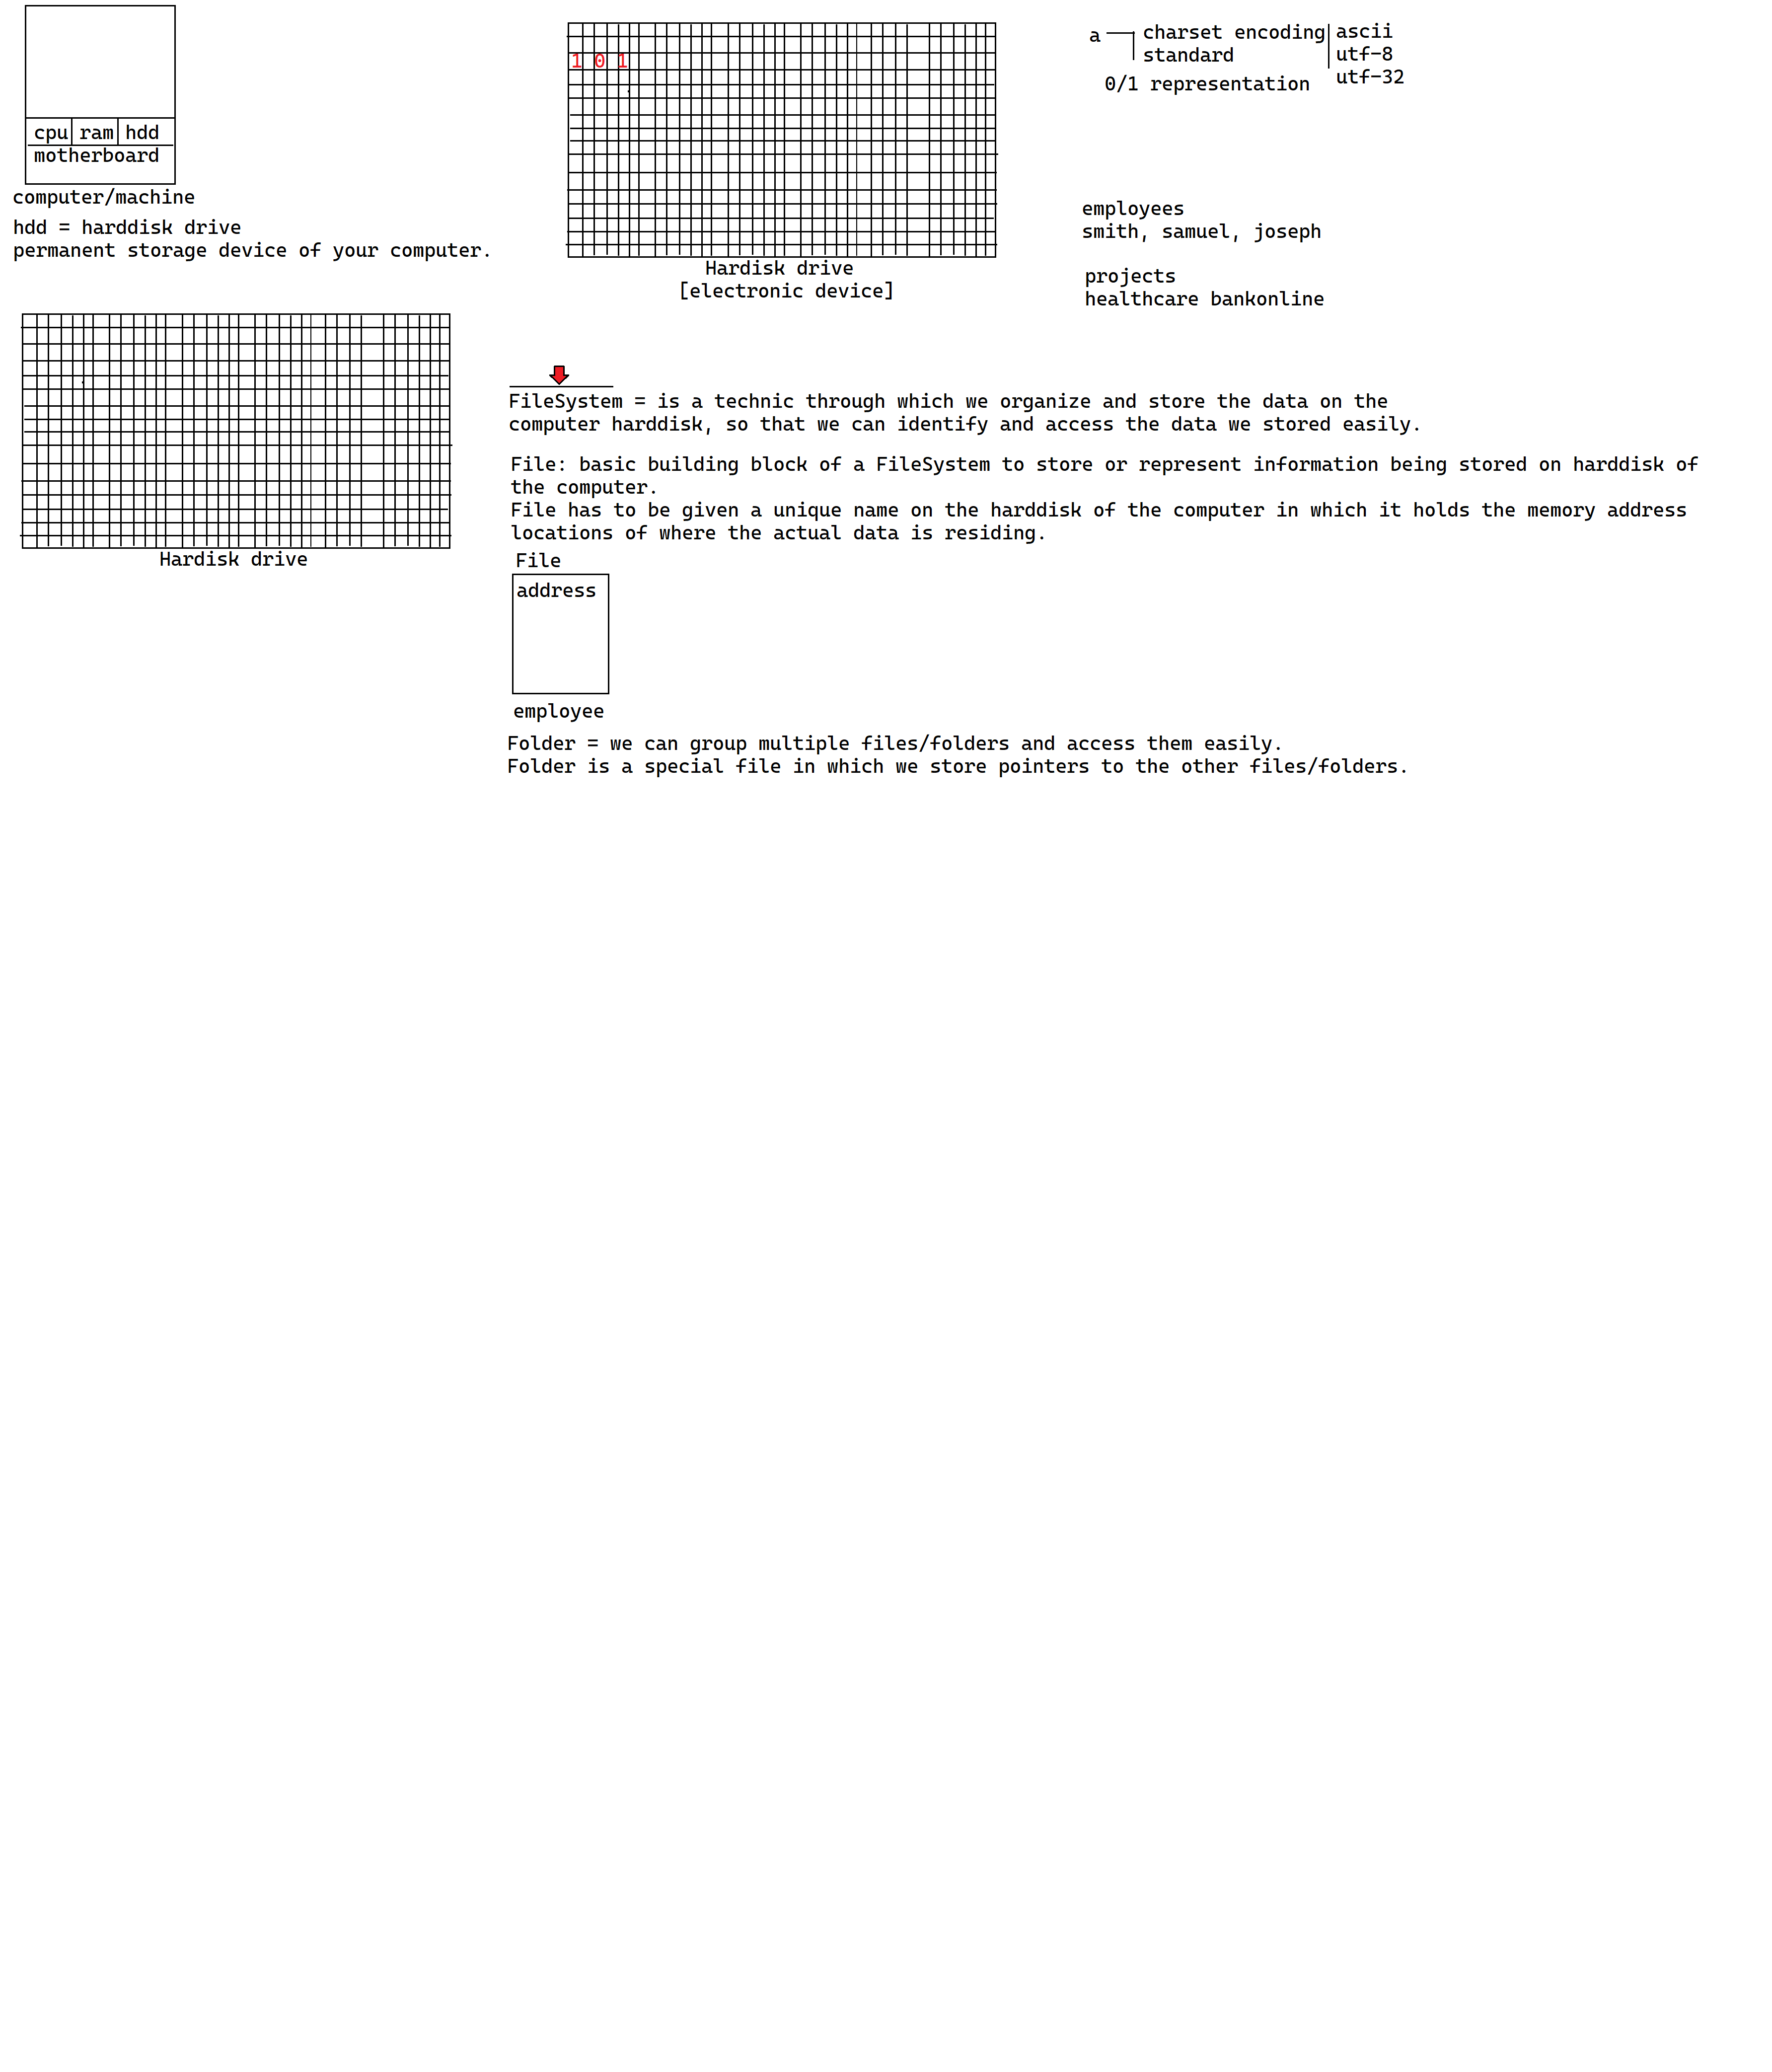 cpu ram hdd
motherboard
computer/machine
hdd = harddisk drive
permanent storage device of your computer.
1 0 1
Hardisk drive
[electronic device]
a charset encoding ascii
standard utf-8
0/1 representation utf-32
employees
smith, samuel, joseph
projects
healthcare bankonline
Hardisk drive
FileSystem = is a technic through which we organize and store the data on the
computer harddisk, so that we can identify and access the data we stored easily.
File: basic building block of a FileSystem to store or represent information being stored on harddisk of
the computer.
File has to be given a unique name on the harddisk of the computer in which it holds the memory address
locations of where the actual data is residing.
File
address
employee
Folder = we can group multiple files/folders and access them easily.
Folder is a special file in which we store pointers to the other files/folders.